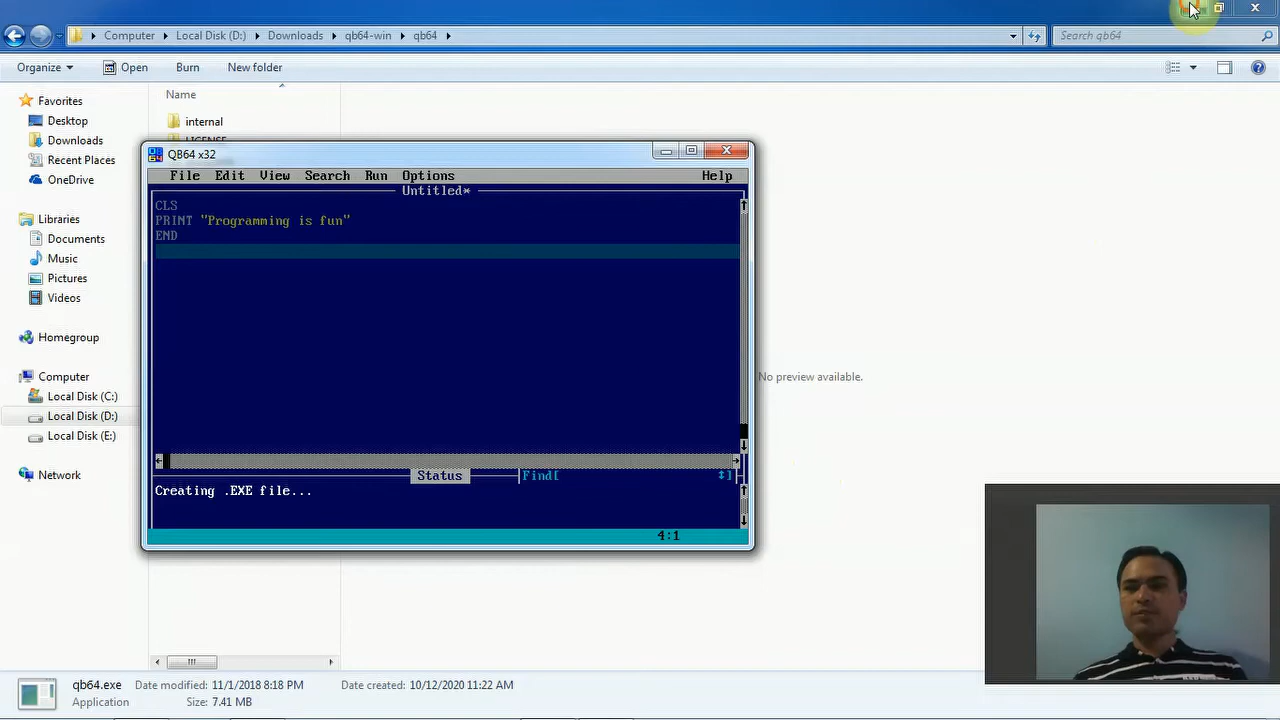 Computer Local Disk (D:) Downloads qb64-win qb64 Search qb64
Organize Open Burn New folder
Favorites
Desktop
Downloads
Recent Places
OneDrive
Libraries
Documents
Music
Pictures
Videos
Homegroup
Computer
Local Disk (C:)
Local Disk (D:)
Local Disk (E:)
Network
Name
internal
LICENSE
QB64 x32
File Edit View Search Run Options Help
Untitled*
CLS
PRINT "Programming is fun"
END
Status Find[ ]
Creating .EXE file...
4:1
No preview available.
qb64.exe Date modified: 11/1/2018 8:18 PM Date created: 10/12/2020 11:22 AM
Application Size: 7.41 MB